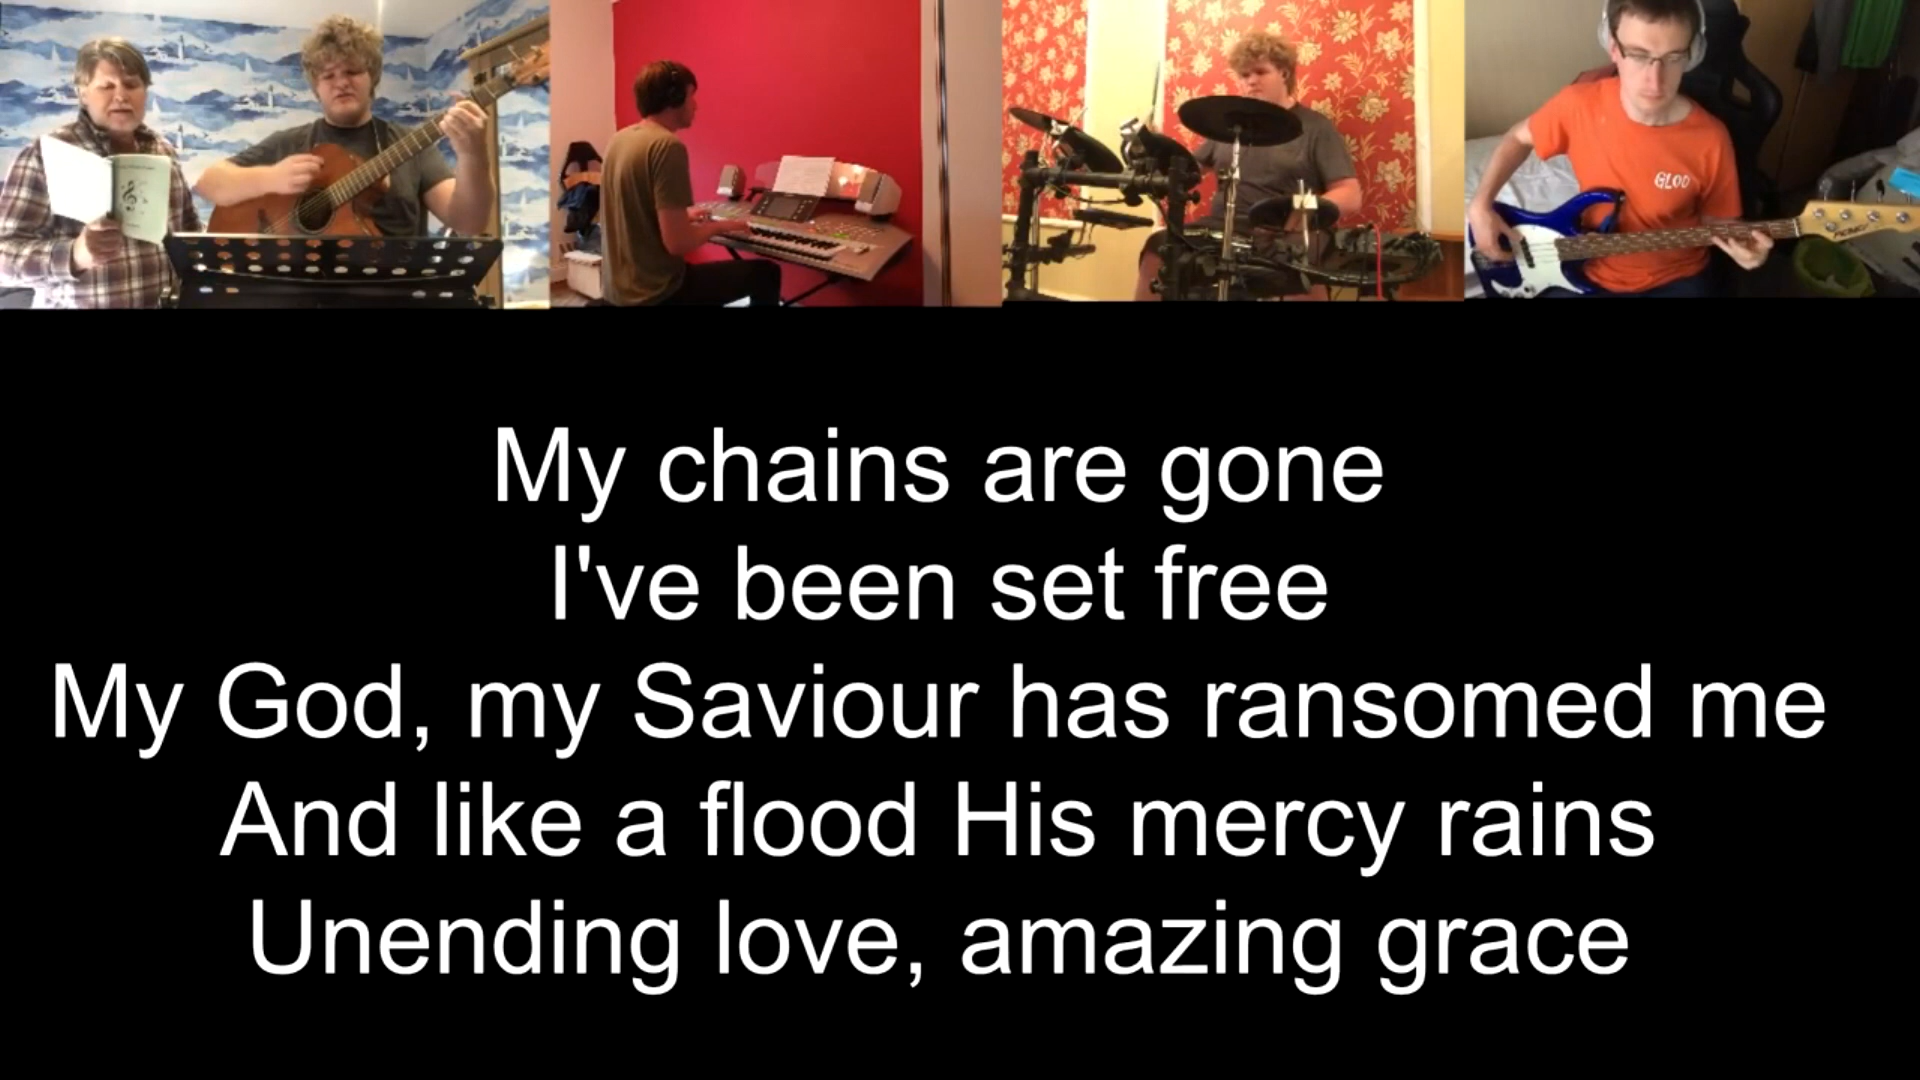 GLOD
My chains are gone
I've been set free
My God, my Saviour has ransomed me
And like a flood His mercy rains
Unending love, amazing grace